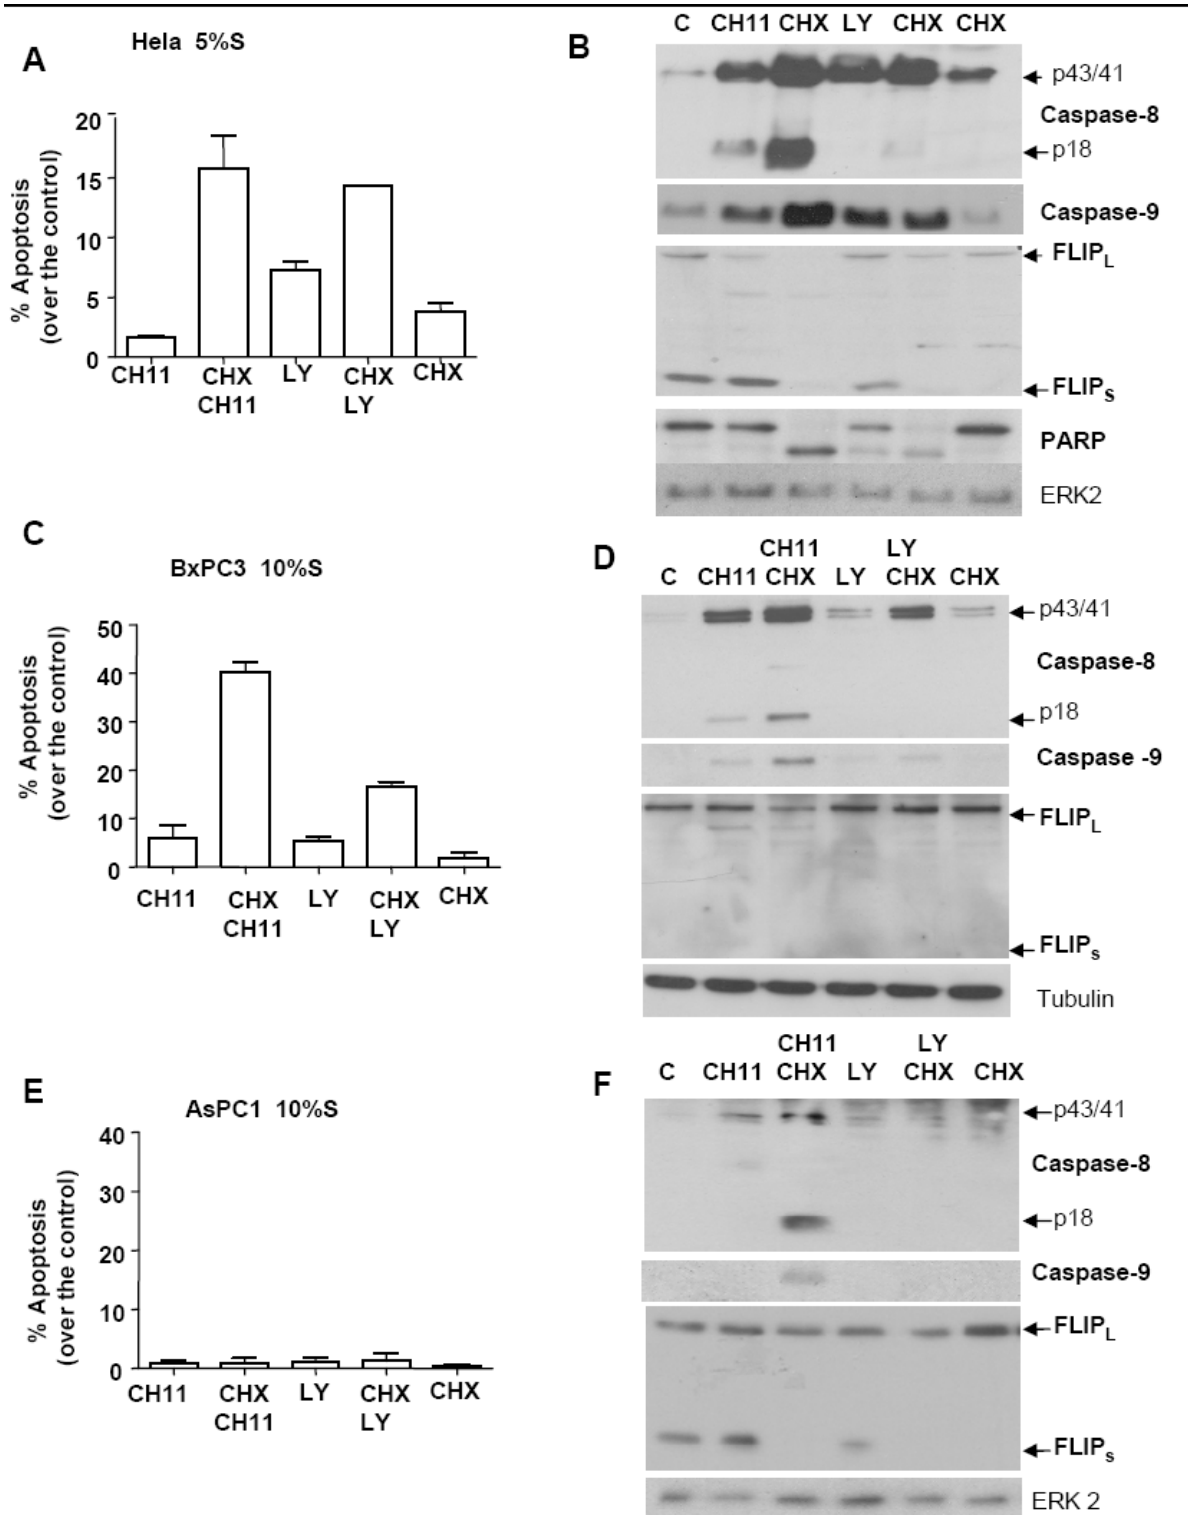 A
Hela 5%S
% Apoptosis
(over the control)
20
15
10
5
0
CH11 CHX LY CHX CHX
CH11 LY
B
C CH11 CHX LY CHX CHX
p43/41
Caspase-8
p18
Caspase-9
FLIPL
FLIPS
PARP
ERK2
C
BxPC3 10%S
% Apoptosis
(over the control)
50
40
30
20
10
0
CH11 CHX LY CHX CHX
CH11 LY
D
CH11 LY
C CH11 CHX LY CHX CHX
p43/41
Caspase-8
p18
Caspase -9
FLIPL
FLIPs
Tubulin
E
AsPC1 10%S
% Apoptosis
(over the control)
40
30
20
10
0
CH11 CHX LY CHX CHX
CH11 LY
F
CH11 LY
C CH11 CHX LY CHX CHX
p43/41
Caspase-8
p18
Caspase-9
FLIPL
FLIPs
ERK 2